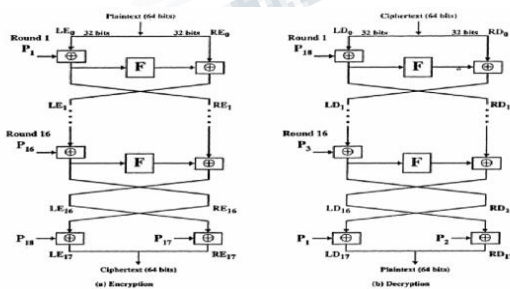 Plaintext (64 bits)
LE0 32 bits 32 bits RE0
Round 1
P1
F
LE1 RE1
Round 16
P16
F
LE16 RE16
P18 P17
LE17 RE17
Ciphertext (64 bits)
(a) Encryption
Ciphertext (64 bits)
LD0 32 bits 32 bits RD0
Round 1
P18
F
LD1 RD1
Round 16
P3
F
LD16
P1 P2
LD17
Plaintext (64 bits)
(b) Decryption